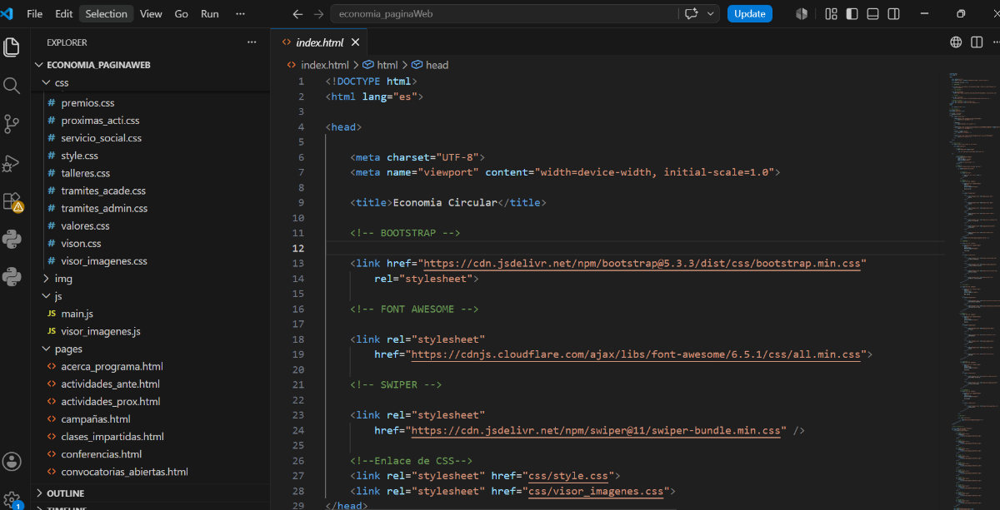 File Edit Selection View Go Run ···
economia_paginaWeb
Update
EXPLORER ···
ECONOMIA_PAGINAWEB
css
# premios.css
# proximas_acti.css
# servicio_social.css
# style.css
# talleres.css
# tramites_acade.css
# tramites_admin.css
# valores.css
# vison.css
# visor_imagenes.css
img
js
JS main.js
JS visor_imagenes.js
pages
<> acerca_programa.html
<> actividades_ante.html
<> actividades_prox.html
<> campañas.html
<> clases_impartidas.html
<> conferencias.html
<> convocatorias_abiertas.html
OUTLINE
TIMELINE
1
<> index.html
<> index.html > html > head
1 <!DOCTYPE html>
2 <html lang="es">
3
4 <head>
5
6 <meta charset="UTF-8">
7 <meta name="viewport" content="width=device-width, initial-scale=1.0">
8
9 <title>Economia Circular</title>
10
11 <!-- BOOTSTRAP -->
12
13 <link href="https://cdn.jsdelivr.net/npm/bootstrap@5.3.3/dist/css/bootstrap.min.css"
14 rel="stylesheet">
15
16 <!-- FONT AWESOME -->
17
18 <link rel="stylesheet"
19 href="https://cdnjs.cloudflare.com/ajax/libs/font-awesome/6.5.1/css/all.min.css">
20
21 <!-- SWIPER -->
22
23 <link rel="stylesheet"
24 href="https://cdn.jsdelivr.net/npm/swiper@11/swiper-bundle.min.css" />
25
26 <!--Enlace de CSS-->
27 <link rel="stylesheet" href="css/style.css">
28 <link rel="stylesheet" href="css/visor_imagenes.css">
29 </head>